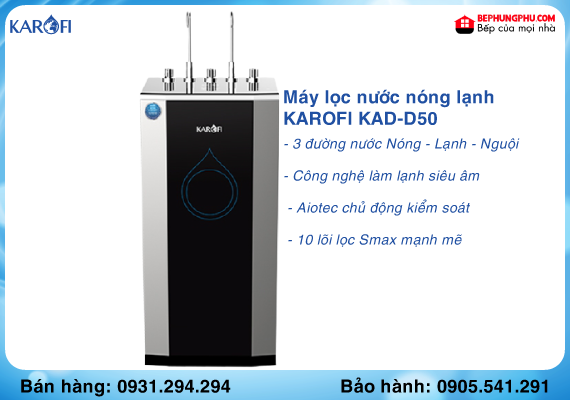 KAROFI
BEPHUNGPHU.COM
Bếp của mọi nhà
Máy lọc nước nóng lạnh
KAROFI KAD-D50
- 3 đường nước Nóng - Lạnh - Nguội
- Công nghệ làm lạnh siêu âm
- Aiotec chủ động kiểm soát
- 10 lõi lọc Smax mạnh mẽ
KAROFI
Bán hàng: 0931.294.294
Bảo hành: 0905.541.291